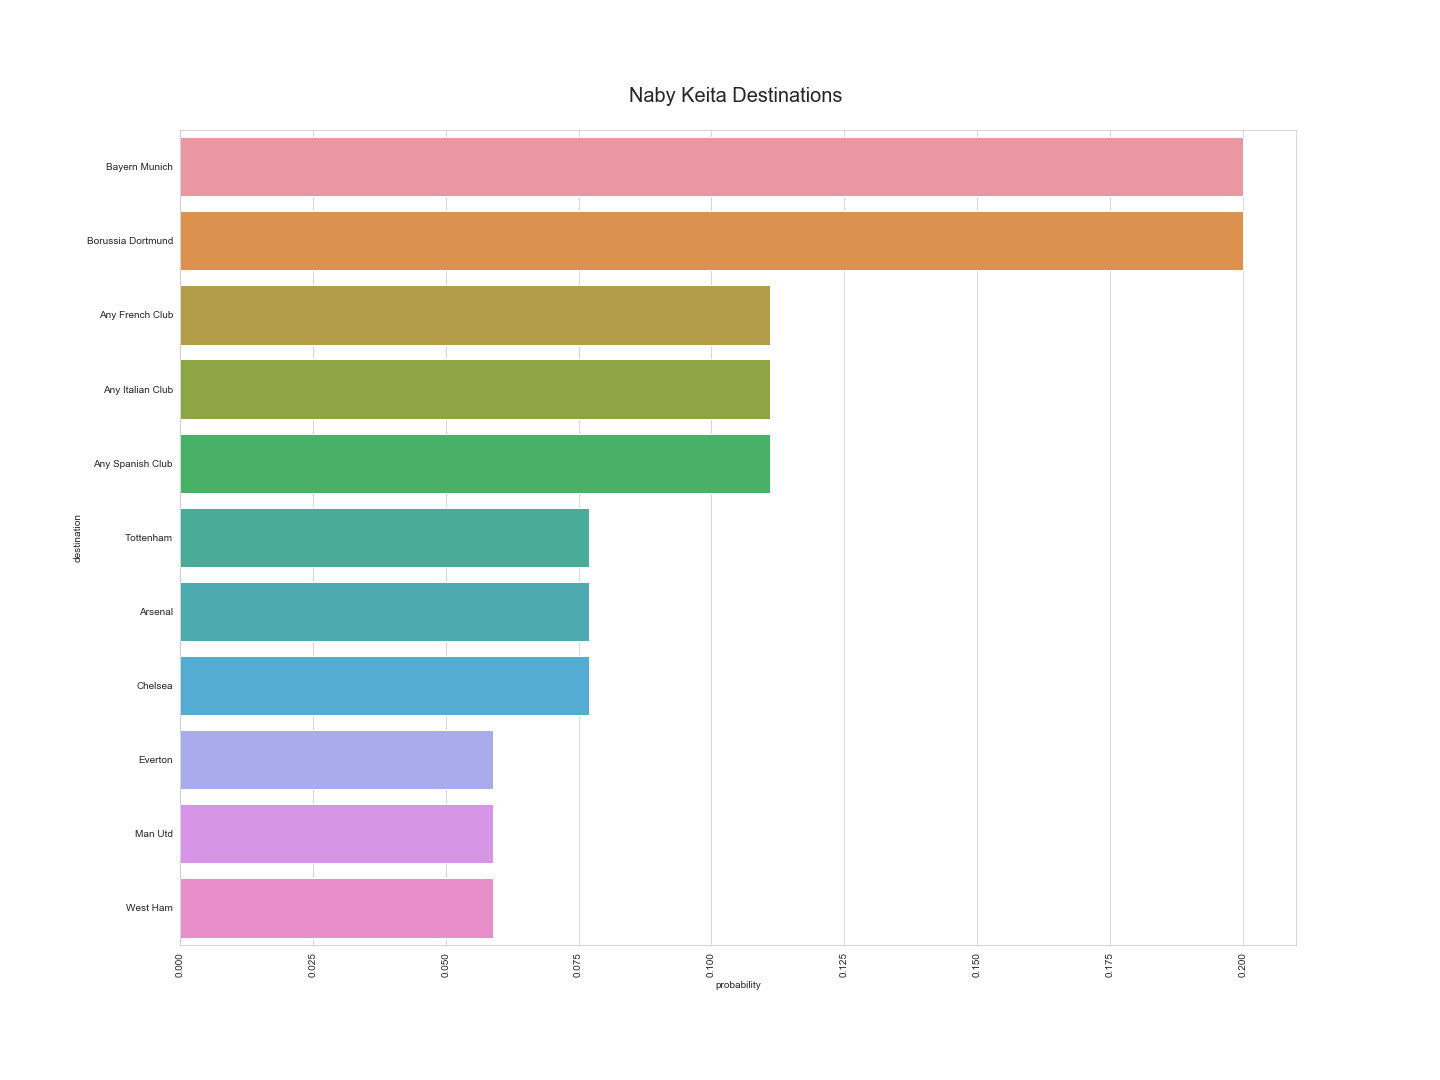 Naby Keita Destinations
Bayern Munich
Borussia Dortmund
Any French Club
Any Italian Club
Any Spanish Club
Tottenham
Arsenal
Chelsea
Everton
Man Utd
West Ham
destination
0.000
0.025
0.050
0.075
0.100
0.125
0.150
0.175
0.200
probability